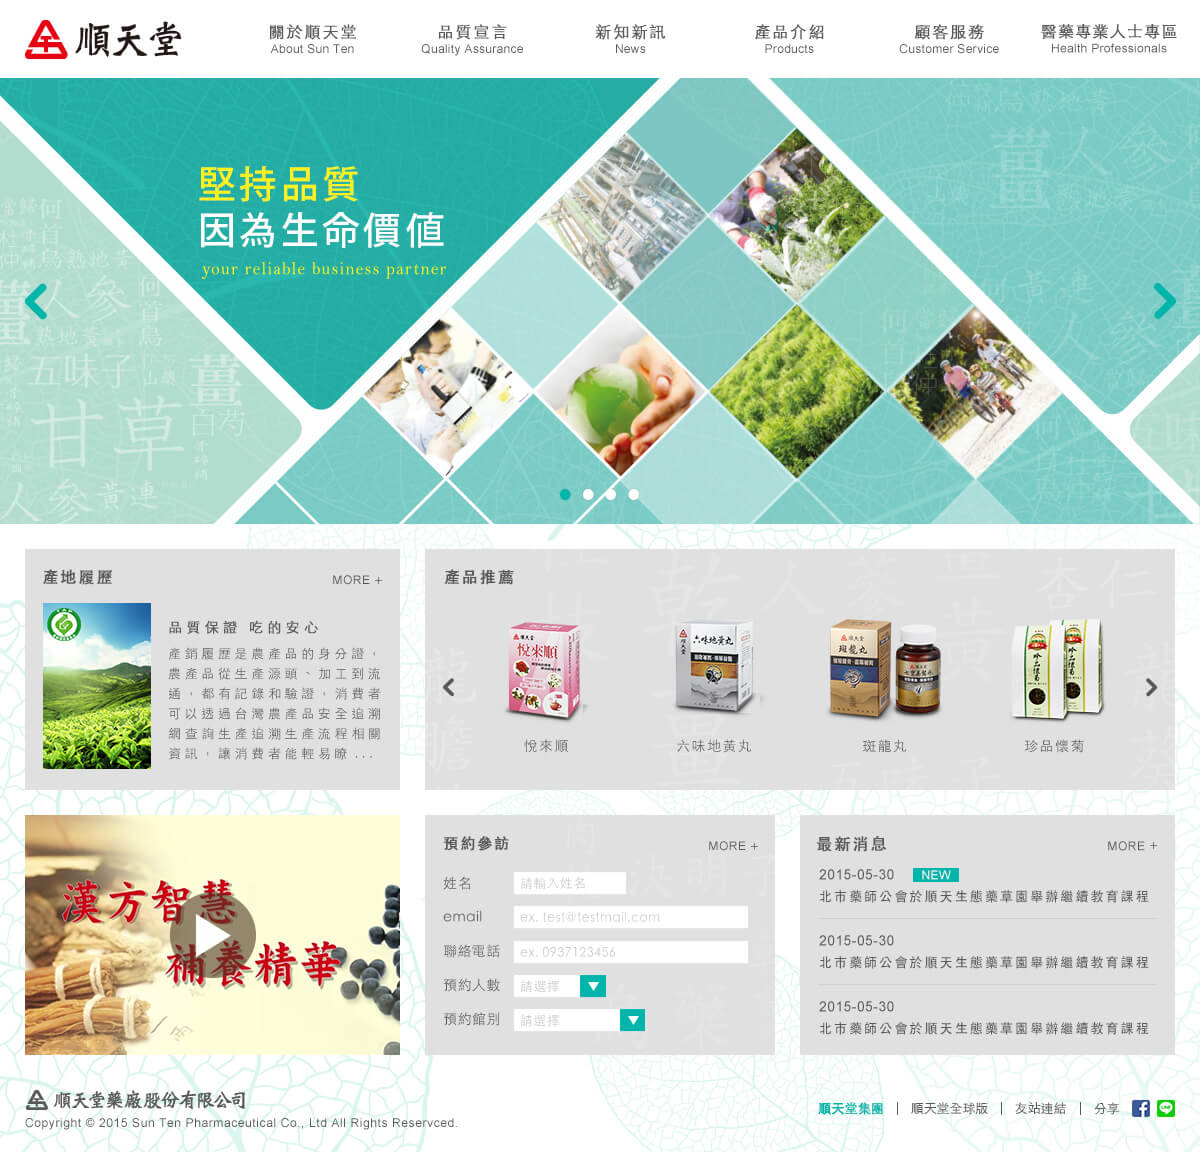 順天堂
關於順天堂
About Sun Ten
品質宣言
Quality Assurance
新知新訊
News
產品介紹
Products
顧客服務
Customer Service
醫藥專業人士專區
Health Professionals
堅持品質
因為生命價值
your reliable business partner
產地履歷
MORE +
品質保證 吃的安心
產銷履歷是農產品的身分證，
農產品從生產源頭、加工到流
通，都有記錄和驗證，消費者
可以透過台灣農產品安全追溯
網查詢生產追溯生產流程相關
資訊，讓消費者能輕易瞭 ...
產品推薦
悅來順
六味地黃丸
斑龍丸
珍品懷菊
漢方智慧
補養精華
預約參訪
MORE +
姓名
請輸入姓名
email
ex. test@testmail.com
聯絡電話
ex. 0937123456
預約人數
請選擇
預約館別
請選擇
最新消息
MORE +
2015-05-30 NEW
北市藥師公會於順天生態藥草園舉辦繼續教育課程
2015-05-30
北市藥師公會於順天生態藥草園舉辦繼續教育課程
2015-05-30
北市藥師公會於順天生態藥草園舉辦繼續教育課程
順天堂藥廠股份有限公司
Copyright © 2015 Sun Ten Pharmaceutical Co., Ltd All Rights Reservced.
順天堂集團 | 順天堂全球版 | 友站連結 | 分享